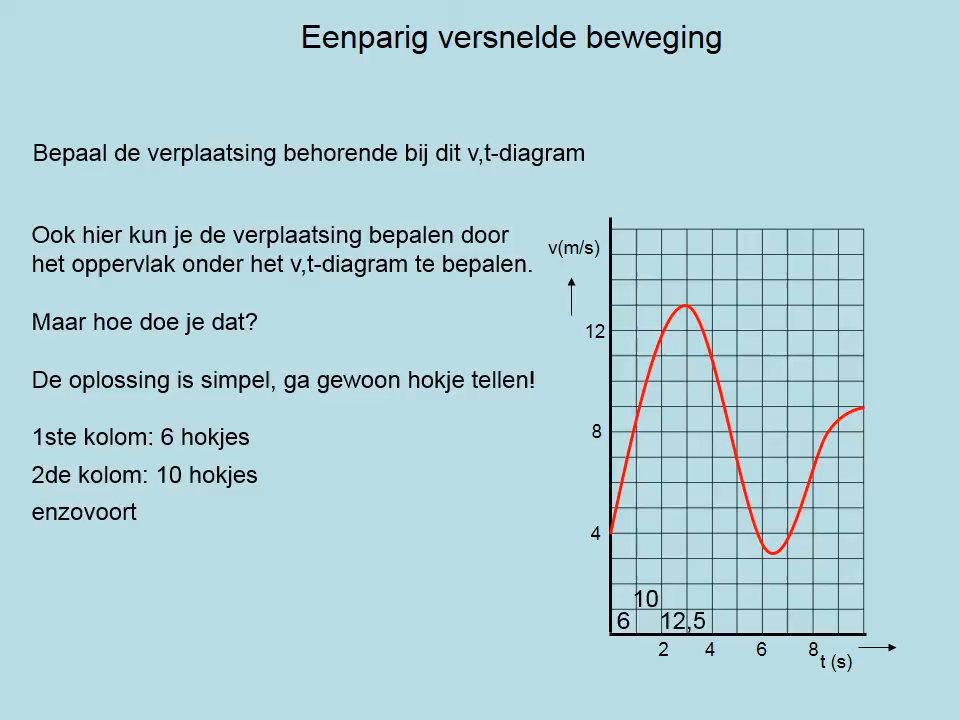 Eenparig versnelde beweging
Bepaal de verplaatsing behorende bij dit v,t-diagram
Ook hier kun je de verplaatsing bepalen door
het oppervlak onder het v,t-diagram te bepalen.
Maar hoe doe je dat?
De oplossing is simpel, ga gewoon hokje tellen!
1ste kolom: 6 hokjes
2de kolom: 10 hokjes
enzovoort
v(m/s)
12
8
4
10
6 12,5
2 4 6 8
t (s)